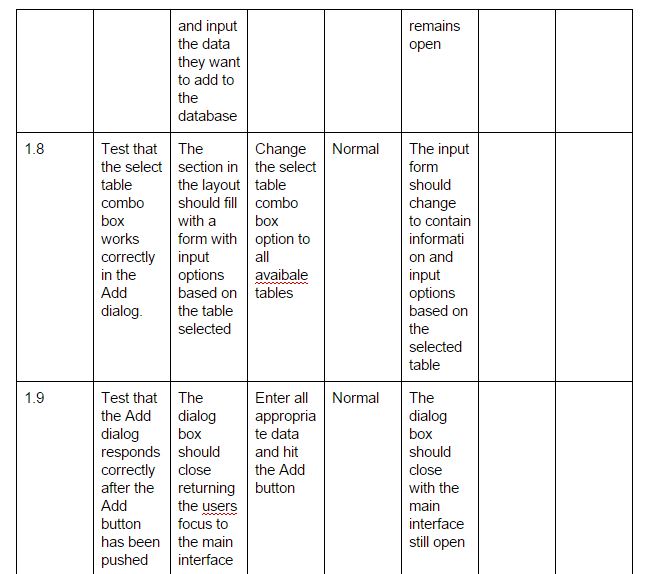 and input
the data
they want
to add to
the
database
remains
open
1.8
Test that
the select
table
combo
box
works
correctly
in the
Add
dialog.
The
section in
the layout
should fill
with a
form with
input
options
based on
the table
selected
Change
the select
table
combo
box
option to
all
avaibale
tables
Normal
The input
form
should
change
to contain
informati
on and
input
options
based on
the
selected
table
1.9
Test that
the Add
dialog
responds
correctly
after the
Add
button
has been
pushed
The
dialog
box
should
close
returning
the users
focus to
the main
interface
Enter all
appropria
te data
and hit
the Add
button
Normal
The
dialog
box
should
close
with the
main
interface
still open